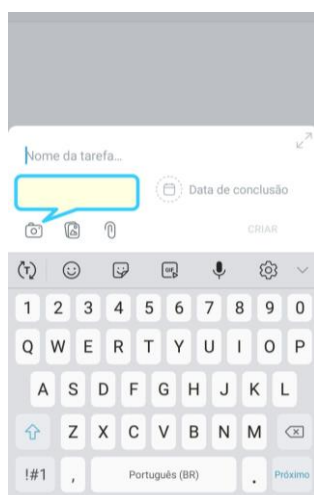 Nome da tarefa...
Data de conclusão
CRIAR
GIF
1 2 3 4 5 6 7 8 9 0
Q W E R T Y U I O P
A S D F G H J K L
Z X C V B N M
!#1 , Português (BR) . Próximo